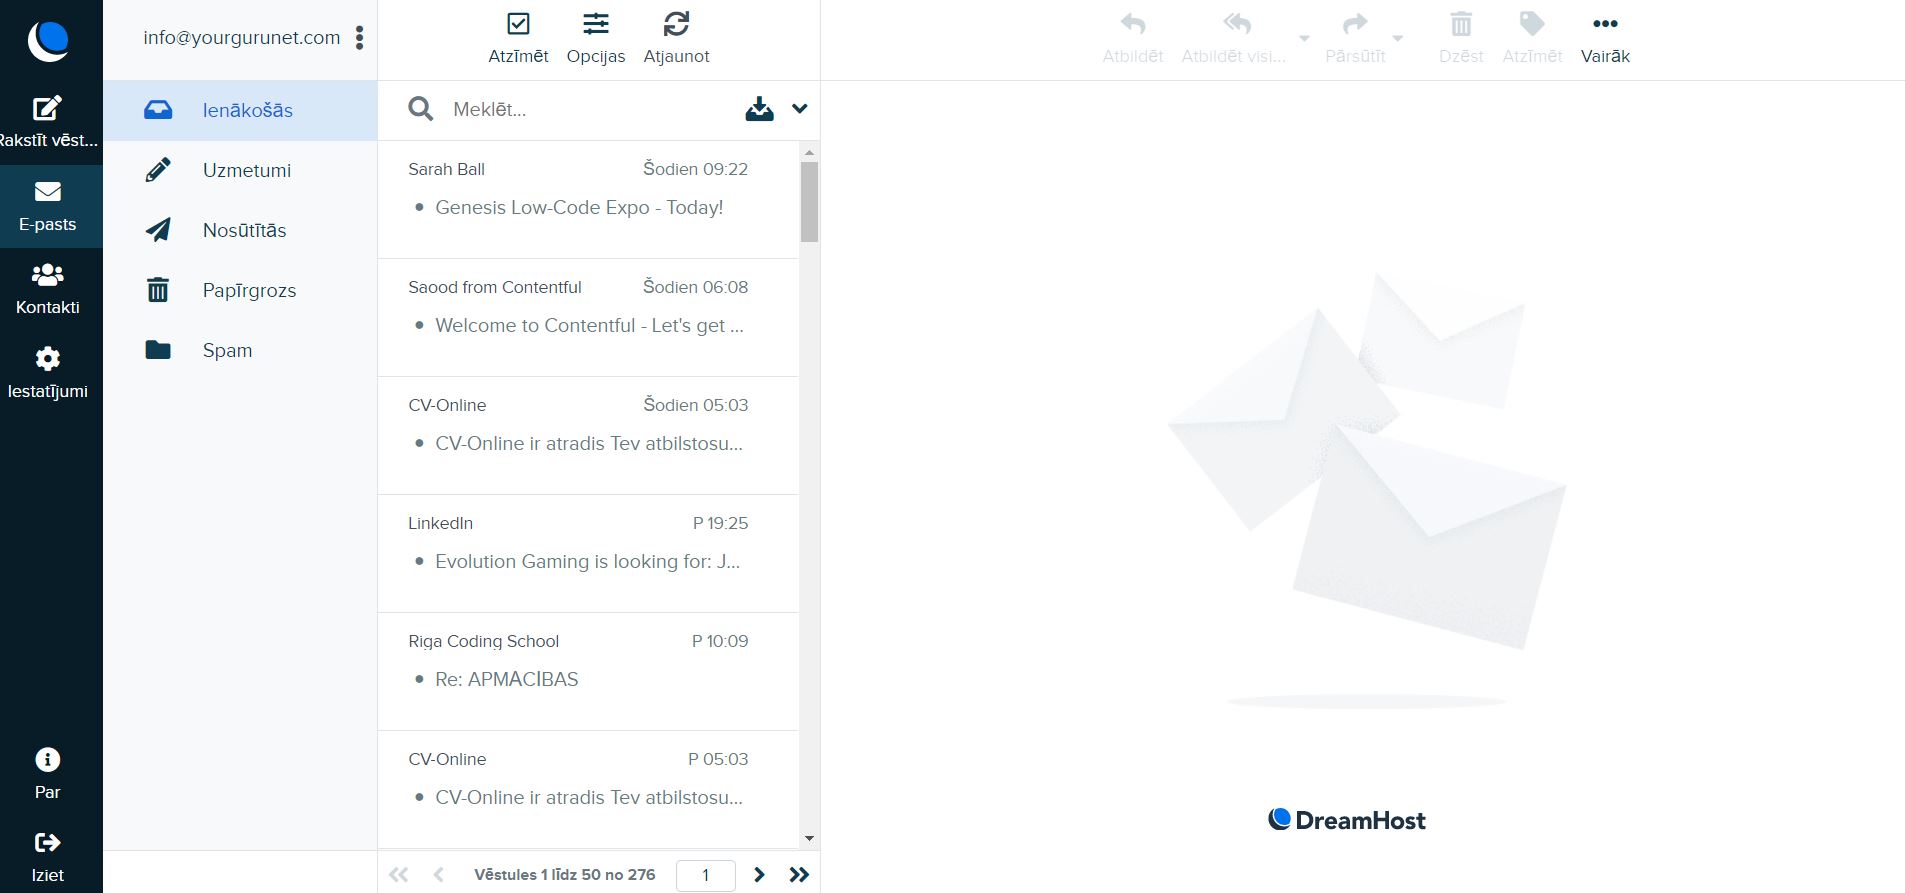 info@yourgurunet.com
Rakstīt vēst...
E-pasts
Kontakti
Iestatījumi
Par
Iziet
Ienākošās
Uzmetumi
Nosūtītās
Papīrgrozs
Spam
Atzīmēt Opcijas Atjaunot
Meklēt...
Sarah Ball Šodien 09:22
Genesis Low-Code Expo - Today!
Saood from Contentful Šodien 06:08
Welcome to Contentful - Let's get ...
CV-Online Šodien 05:03
CV-Online ir atradis Tev atbilstosu...
LinkedIn P 19:25
Evolution Gaming is looking for: J...
Riga Coding School P 10:09
Re: APMĀCĪBAS
CV-Online P 05:03
CV-Online ir atradis Tev atbilstosu...
Vēstules 1 līdz 50 no 276 1
Atbildēt Atbildēt visi... Pārsūtīt Dzēst Atzīmēt Vairāk
DreamHost